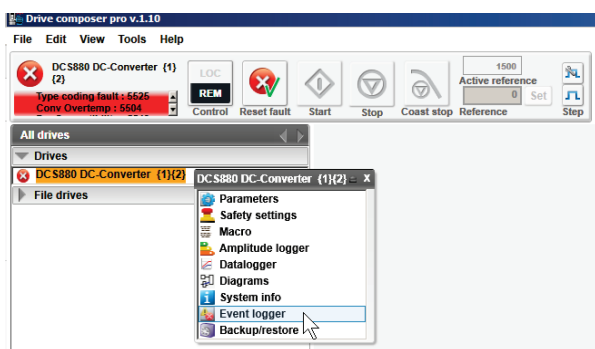 Drive composer pro v.1.10
File Edit View Tools Help
DCS880 DC-Converter {1}
{2}
Type coding fault : 5525
Conv Overtemp : 5504
LOC
REM
Control
Reset fault
Start
Stop
Coast stop
1500
Active reference
0
Set
Reference
Step
All drives
Drives
DCS880 DC-Converter {1}{2}
File drives
DCS880 DC-Converter {1}{2} - X
Parameters
Safety settings
Macro
Amplitude logger
Datalogger
Diagrams
System info
Event logger
Backup/restore